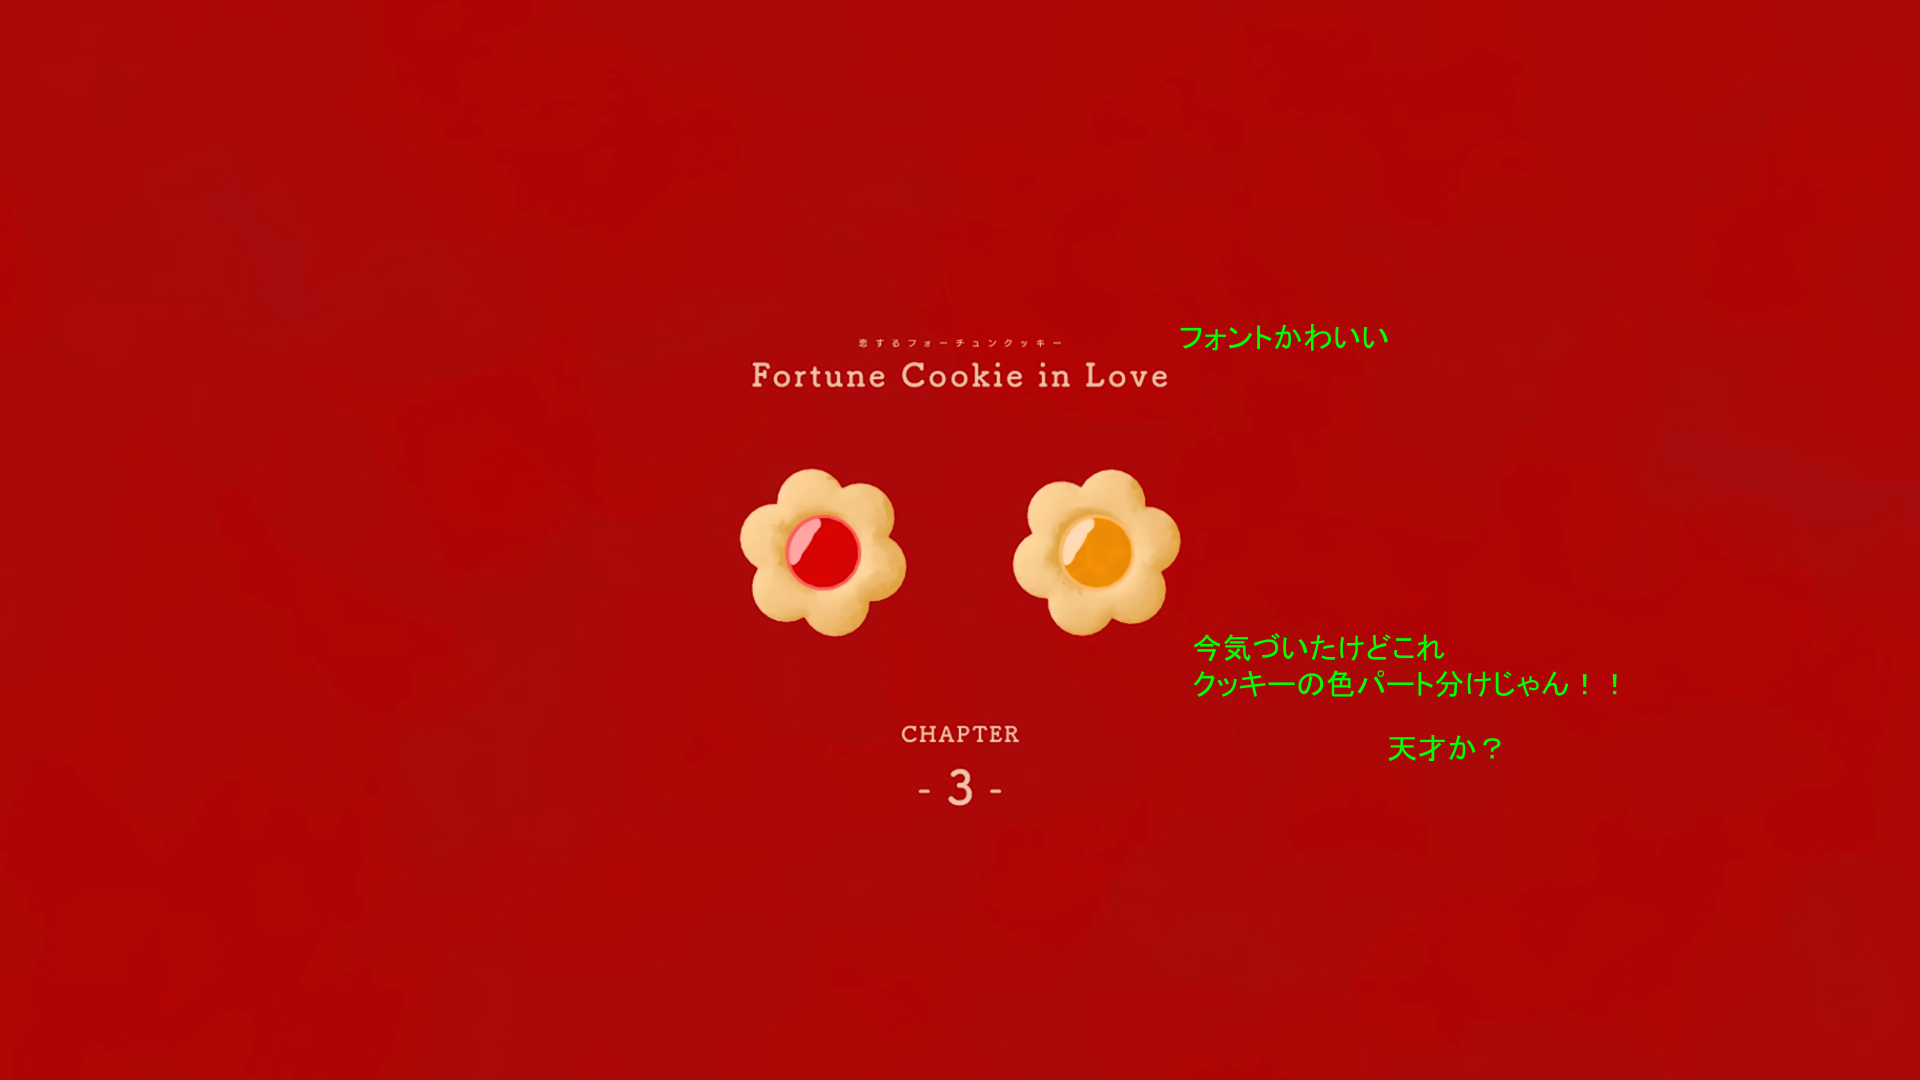 恋するフォーチュンクッキー
フォントかわいい
Fortune Cookie in Love
今気づいたけどこれ
クッキーの色パート分けじゃん！！
CHAPTER
天才か？
- 3 -